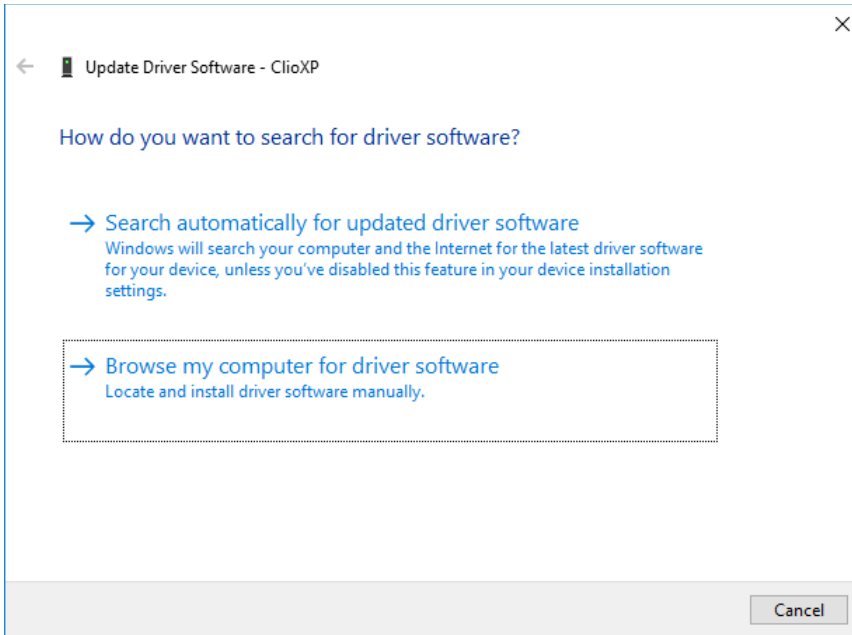 Update Driver Software - ClioXP
How do you want to search for driver software?
Search automatically for updated driver software
Windows will search your computer and the Internet for the latest driver software
for your device, unless you've disabled this feature in your device installation
settings.
Browse my computer for driver software
Locate and install driver software manually.
Cancel